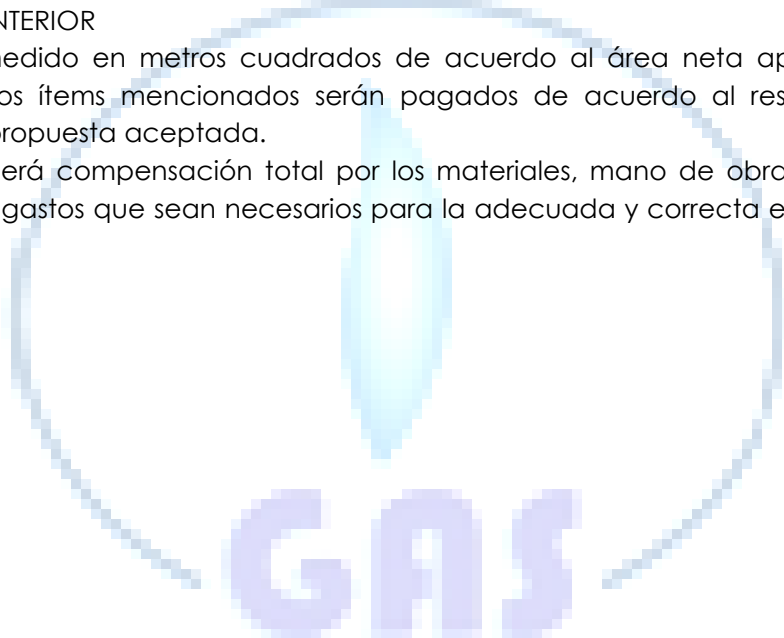 NTERIOR
nedido en metros cuadrados de acuerdo al área neta ap
os ítems mencionados serán pagados de acuerdo al res
ropuesta aceptada.
erá compensación total por los materiales, mano de obra
gastos que sean necesarios para la adecuada y correcta e
GAS